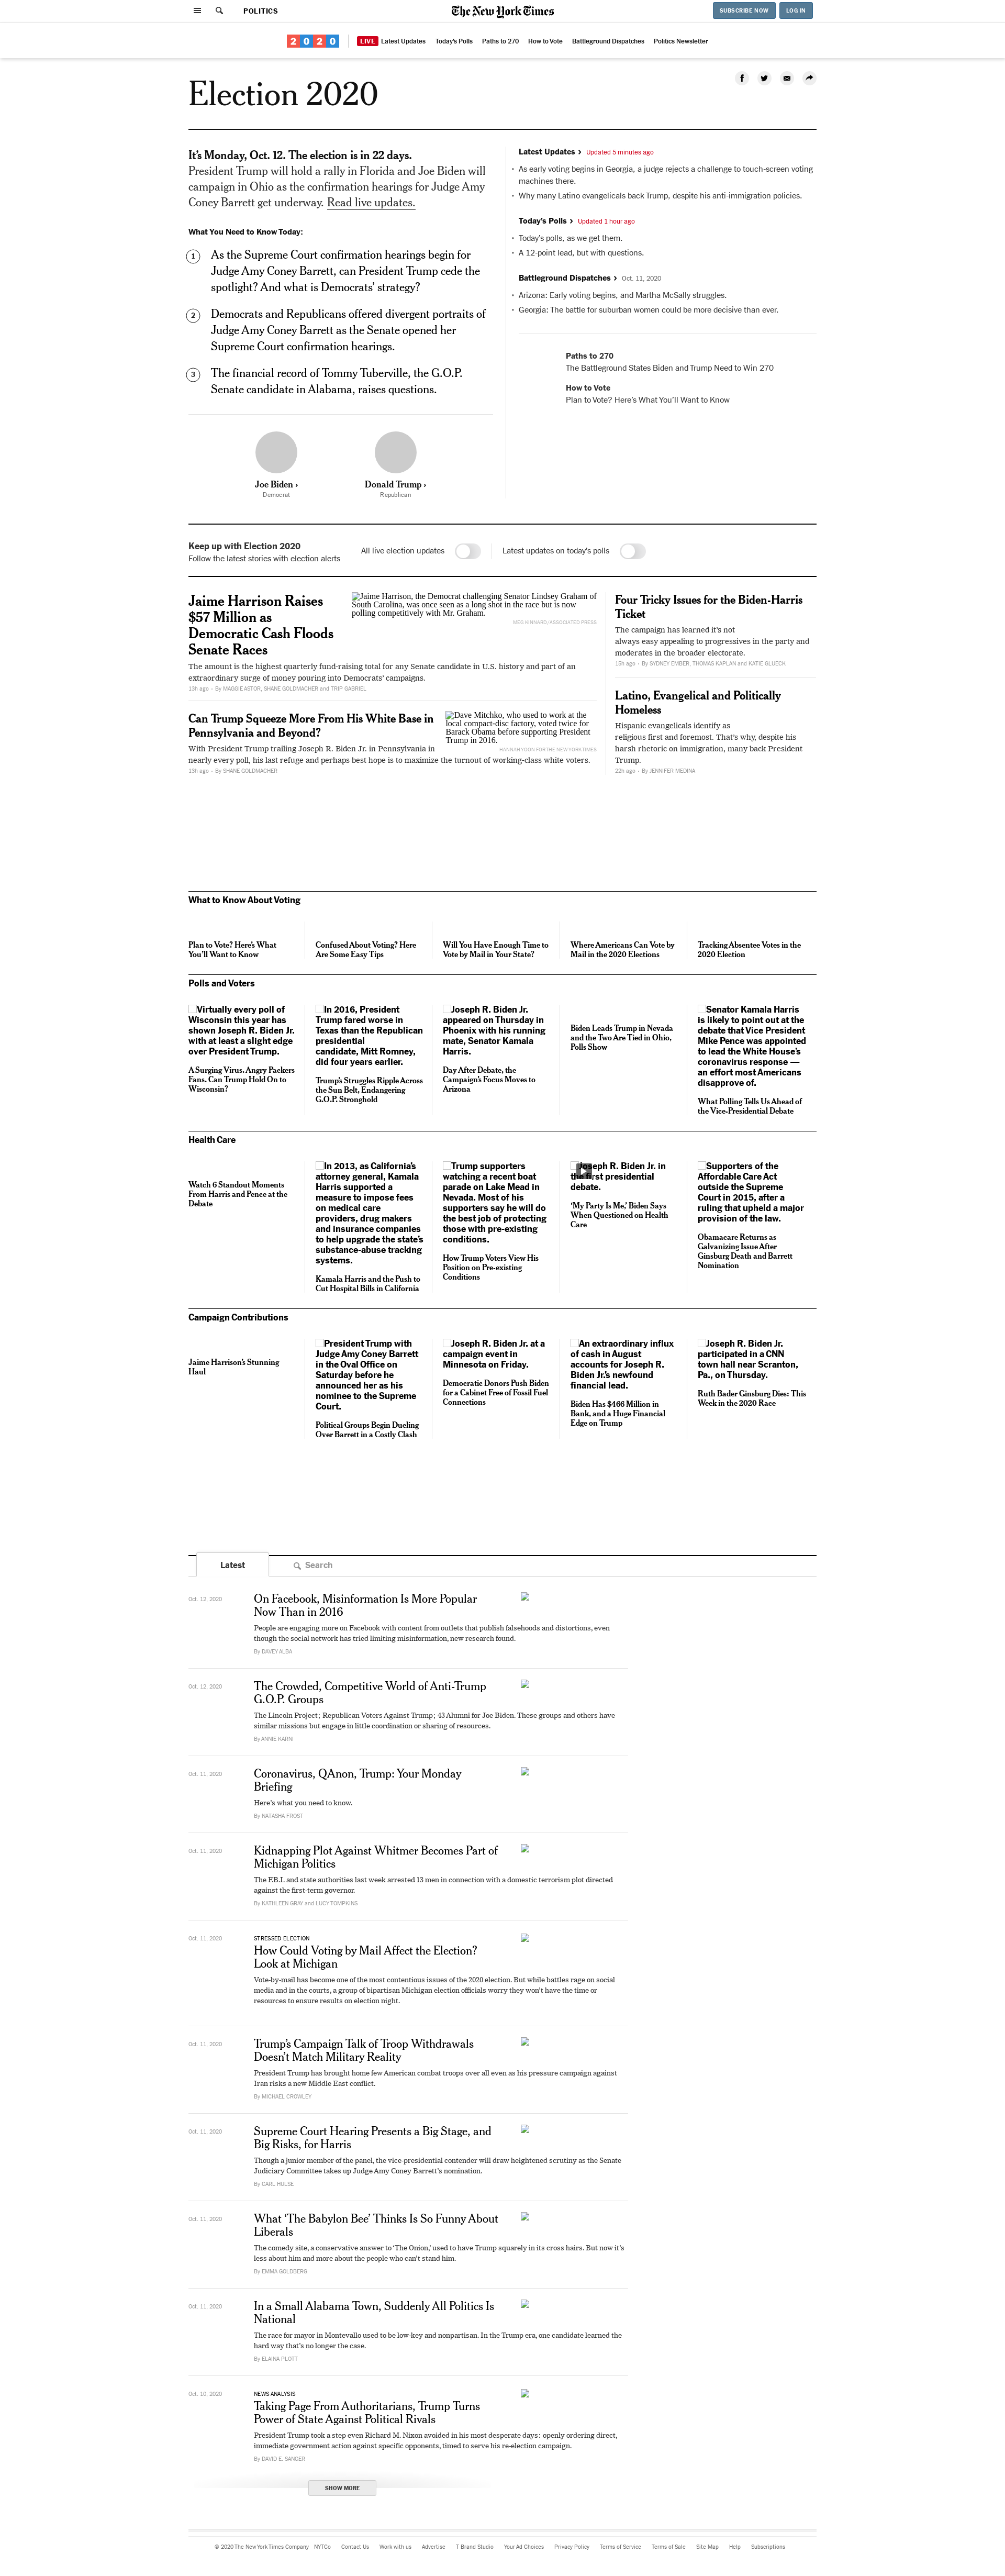 POLITICS
The New York Times
SUBSCRIBE NOW
LOG IN
2020
LIVE Latest Updates
Today's Polls
Paths to 270
How to Vote
Battleground Dispatches
Politics Newsletter
Election 2020
It's Monday, Oct. 12. The election is in 22 days.
President Trump will hold a rally in Florida and Joe Biden will
campaign in Ohio as the confirmation hearings for Judge Amy
Coney Barrett get underway. Read live updates.
What You Need to Know Today:
1
As the Supreme Court confirmation hearings begin for
Judge Amy Coney Barrett, can President Trump cede the
spotlight? And what is Democrats' strategy?
2
Democrats and Republicans offered divergent portraits of
Judge Amy Coney Barrett as the Senate opened her
Supreme Court confirmation hearings.
3
The financial record of Tommy Tuberville, the G.O.P.
Senate candidate in Alabama, raises questions.
Joe Biden ›
Democrat
Donald Trump ›
Republican
Latest Updates › Updated 5 minutes ago
• As early voting begins in Georgia, a judge rejects a challenge to touch-screen voting
machines there.
• Why many Latino evangelicals back Trump, despite his anti-immigration policies.
Today's Polls › Updated 1 hour ago
• Today's polls, as we get them.
• A 12-point lead, but with questions.
Battleground Dispatches › Oct. 11, 2020
• Arizona: Early voting begins, and Martha McSally struggles.
• Georgia: The battle for suburban women could be more decisive than ever.
Paths to 270
The Battleground States Biden and Trump Need to Win 270
How to Vote
Plan to Vote? Here's What You'll Want to Know
Keep up with Election 2020
Follow the latest stories with election alerts
All live election updates
Latest updates on today's polls
Jaime Harrison Raises
$57 Million as
Democratic Cash Floods
Senate Races
Jaime Harrison, the Democrat challenging Senator Lindsey Graham of
South Carolina, was once seen as a long shot in the race but is now
polling competitively with Mr. Graham.
MEG KINNARD/ASSOCIATED PRESS
The amount is the highest quarterly fund-raising total for any Senate candidate in U.S. history and part of an
extraordinary surge of money pouring into Democrats' campaigns.
13h ago - By MAGGIE ASTOR, SHANE GOLDMACHER and TRIP GABRIEL
Can Trump Squeeze More From His White Base in
Pennsylvania and Beyond?
Dave Mitchko, who used to work at the
local compact-disc factory, voted twice for
Barack Obama before supporting President
Trump in 2016.
HANNAH YOON FOR THE NEW YORK TIMES
With President Trump trailing Joseph R. Biden Jr. in Pennsylvania in
nearly every poll, his last refuge and perhaps best hope is to maximize the turnout of working-class white voters.
13h ago - By SHANE GOLDMACHER
Four Tricky Issues for the Biden-Harris
Ticket
The campaign has learned it's not
always easy appealing to progressives in the party and
moderates in the broader electorate.
15h ago - By SYDNEY EMBER, THOMAS KAPLAN and KATIE GLUECK
Latino, Evangelical and Politically
Homeless
Hispanic evangelicals identify as
religious first and foremost. That's why, despite his
harsh rhetoric on immigration, many back President
Trump.
22h ago - By JENNIFER MEDINA
What to Know About Voting
Plan to Vote? Here's What
You'll Want to Know
Confused About Voting? Here
Are Some Easy Tips
Will You Have Enough Time to
Vote by Mail in Your State?
Where Americans Can Vote by
Mail in the 2020 Elections
Tracking Absentee Votes in the
2020 Election
Polls and Voters
Virtually every poll of
Wisconsin this year has
shown Joseph R. Biden Jr.
with at least a slight edge
over President Trump.
A Surging Virus. Angry Packers
Fans. Can Trump Hold On to
Wisconsin?
In 2016, President
Trump fared worse in
Texas than the Republican
presidential
candidate, Mitt Romney,
did four years earlier.
Trump's Struggles Ripple Across
the Sun Belt, Endangering
G.O.P. Stronghold
Joseph R. Biden Jr.
appeared on Thursday in
Phoenix with his running
mate, Senator Kamala
Harris.
Day After Debate, the
Campaign's Focus Moves to
Arizona
Biden Leads Trump in Nevada
and the Two Are Tied in Ohio,
Polls Show
Senator Kamala Harris
is likely to point out at the
debate that Vice President
Mike Pence was appointed
to lead the White House's
coronavirus response —
an effort most Americans
disapprove of.
What Polling Tells Us Ahead of
the Vice-Presidential Debate
Health Care
Watch 6 Standout Moments
From Harris and Pence at the
Debate
In 2013, as California's
attorney general, Kamala
Harris supported a
measure to impose fees
on medical care
providers, drug makers
and insurance companies
to help upgrade the state's
substance-abuse tracking
systems.
Kamala Harris and the Push to
Cut Hospital Bills in California
Trump supporters
watching a recent boat
parade on Lake Mead in
Nevada. Most of his
supporters say he will do
the best job of protecting
those with pre-existing
conditions.
How Trump Voters View His
Position on Pre-existing
Conditions
Joseph R. Biden Jr. in
the first presidential
debate.
'My Party Is Me,' Biden Says
When Questioned on Health
Care
Supporters of the
Affordable Care Act
outside the Supreme
Court in 2015, after a
ruling that upheld a major
provision of the law.
Obamacare Returns as
Galvanizing Issue After
Ginsburg Death and Barrett
Nomination
Campaign Contributions
Jaime Harrison's Stunning
Haul
President Trump with
Judge Amy Coney Barrett
in the Oval Office on
Saturday before he
announced her as his
nominee to the Supreme
Court.
Political Groups Begin Dueling
Over Barrett in a Costly Clash
Joseph R. Biden Jr. at a
campaign event in
Minnesota on Friday.
Democratic Donors Push Biden
for a Cabinet Free of Fossil Fuel
Connections
An extraordinary influx
of cash in August
accounts for Joseph R.
Biden Jr.'s newfound
financial lead.
Biden Has $466 Million in
Bank, and a Huge Financial
Edge on Trump
Joseph R. Biden Jr.
participated in a CNN
town hall near Scranton,
Pa., on Thursday.
Ruth Bader Ginsburg Dies: This
Week in the 2020 Race
Latest
Search
Oct. 12, 2020
On Facebook, Misinformation Is More Popular
Now Than in 2016
People are engaging more on Facebook with content from outlets that publish falsehoods and distortions, even
though the social network has tried limiting misinformation, new research found.
By DAVEY ALBA
Oct. 12, 2020
The Crowded, Competitive World of Anti-Trump
G.O.P. Groups
The Lincoln Project; Republican Voters Against Trump; 43 Alumni for Joe Biden. These groups and others have
similar missions but engage in little coordination or sharing of resources.
By ANNIE KARNI
Oct. 11, 2020
Coronavirus, QAnon, Trump: Your Monday
Briefing
Here's what you need to know.
By NATASHA FROST
Oct. 11, 2020
Kidnapping Plot Against Whitmer Becomes Part of
Michigan Politics
The F.B.I. and state authorities last week arrested 13 men in connection with a domestic terrorism plot directed
against the first-term governor.
By KATHLEEN GRAY and LUCY TOMPKINS
Oct. 11, 2020
STRESSED ELECTION
How Could Voting by Mail Affect the Election?
Look at Michigan
Vote-by-mail has become one of the most contentious issues of the 2020 election. But while battles rage on social
media and in the courts, a group of bipartisan Michigan election officials worry they won't have the time or
resources to ensure results on election night.
Oct. 11, 2020
Trump's Campaign Talk of Troop Withdrawals
Doesn't Match Military Reality
President Trump has brought home few American combat troops over all even as his pressure campaign against
Iran risks a new Middle East conflict.
By MICHAEL CROWLEY
Oct. 11, 2020
Supreme Court Hearing Presents a Big Stage, and
Big Risks, for Harris
Though a junior member of the panel, the vice-presidential contender will draw heightened scrutiny as the Senate
Judiciary Committee takes up Judge Amy Coney Barrett's nomination.
By CARL HULSE
Oct. 11, 2020
What 'The Babylon Bee' Thinks Is So Funny About
Liberals
The comedy site, a conservative answer to 'The Onion,' used to have Trump squarely in its cross hairs. But now it's
less about him and more about the people who can't stand him.
By EMMA GOLDBERG
Oct. 11, 2020
In a Small Alabama Town, Suddenly All Politics Is
National
The race for mayor in Montevallo used to be low-key and nonpartisan. In the Trump era, one candidate learned the
hard way that's no longer the case.
By ELAINA PLOTT
Oct. 10, 2020
NEWS ANALYSIS
Taking Page From Authoritarians, Trump Turns
Power of State Against Political Rivals
President Trump took a step even Richard M. Nixon avoided in his most desperate days: openly ordering direct,
immediate government action against specific opponents, timed to serve his re-election campaign.
By DAVID E. SANGER
SHOW MORE
© 2020 The New York Times Company
NYTCo
Contact Us
Work with us
Advertise
T Brand Studio
Your Ad Choices
Privacy Policy
Terms of Service
Terms of Sale
Site Map
Help
Subscriptions